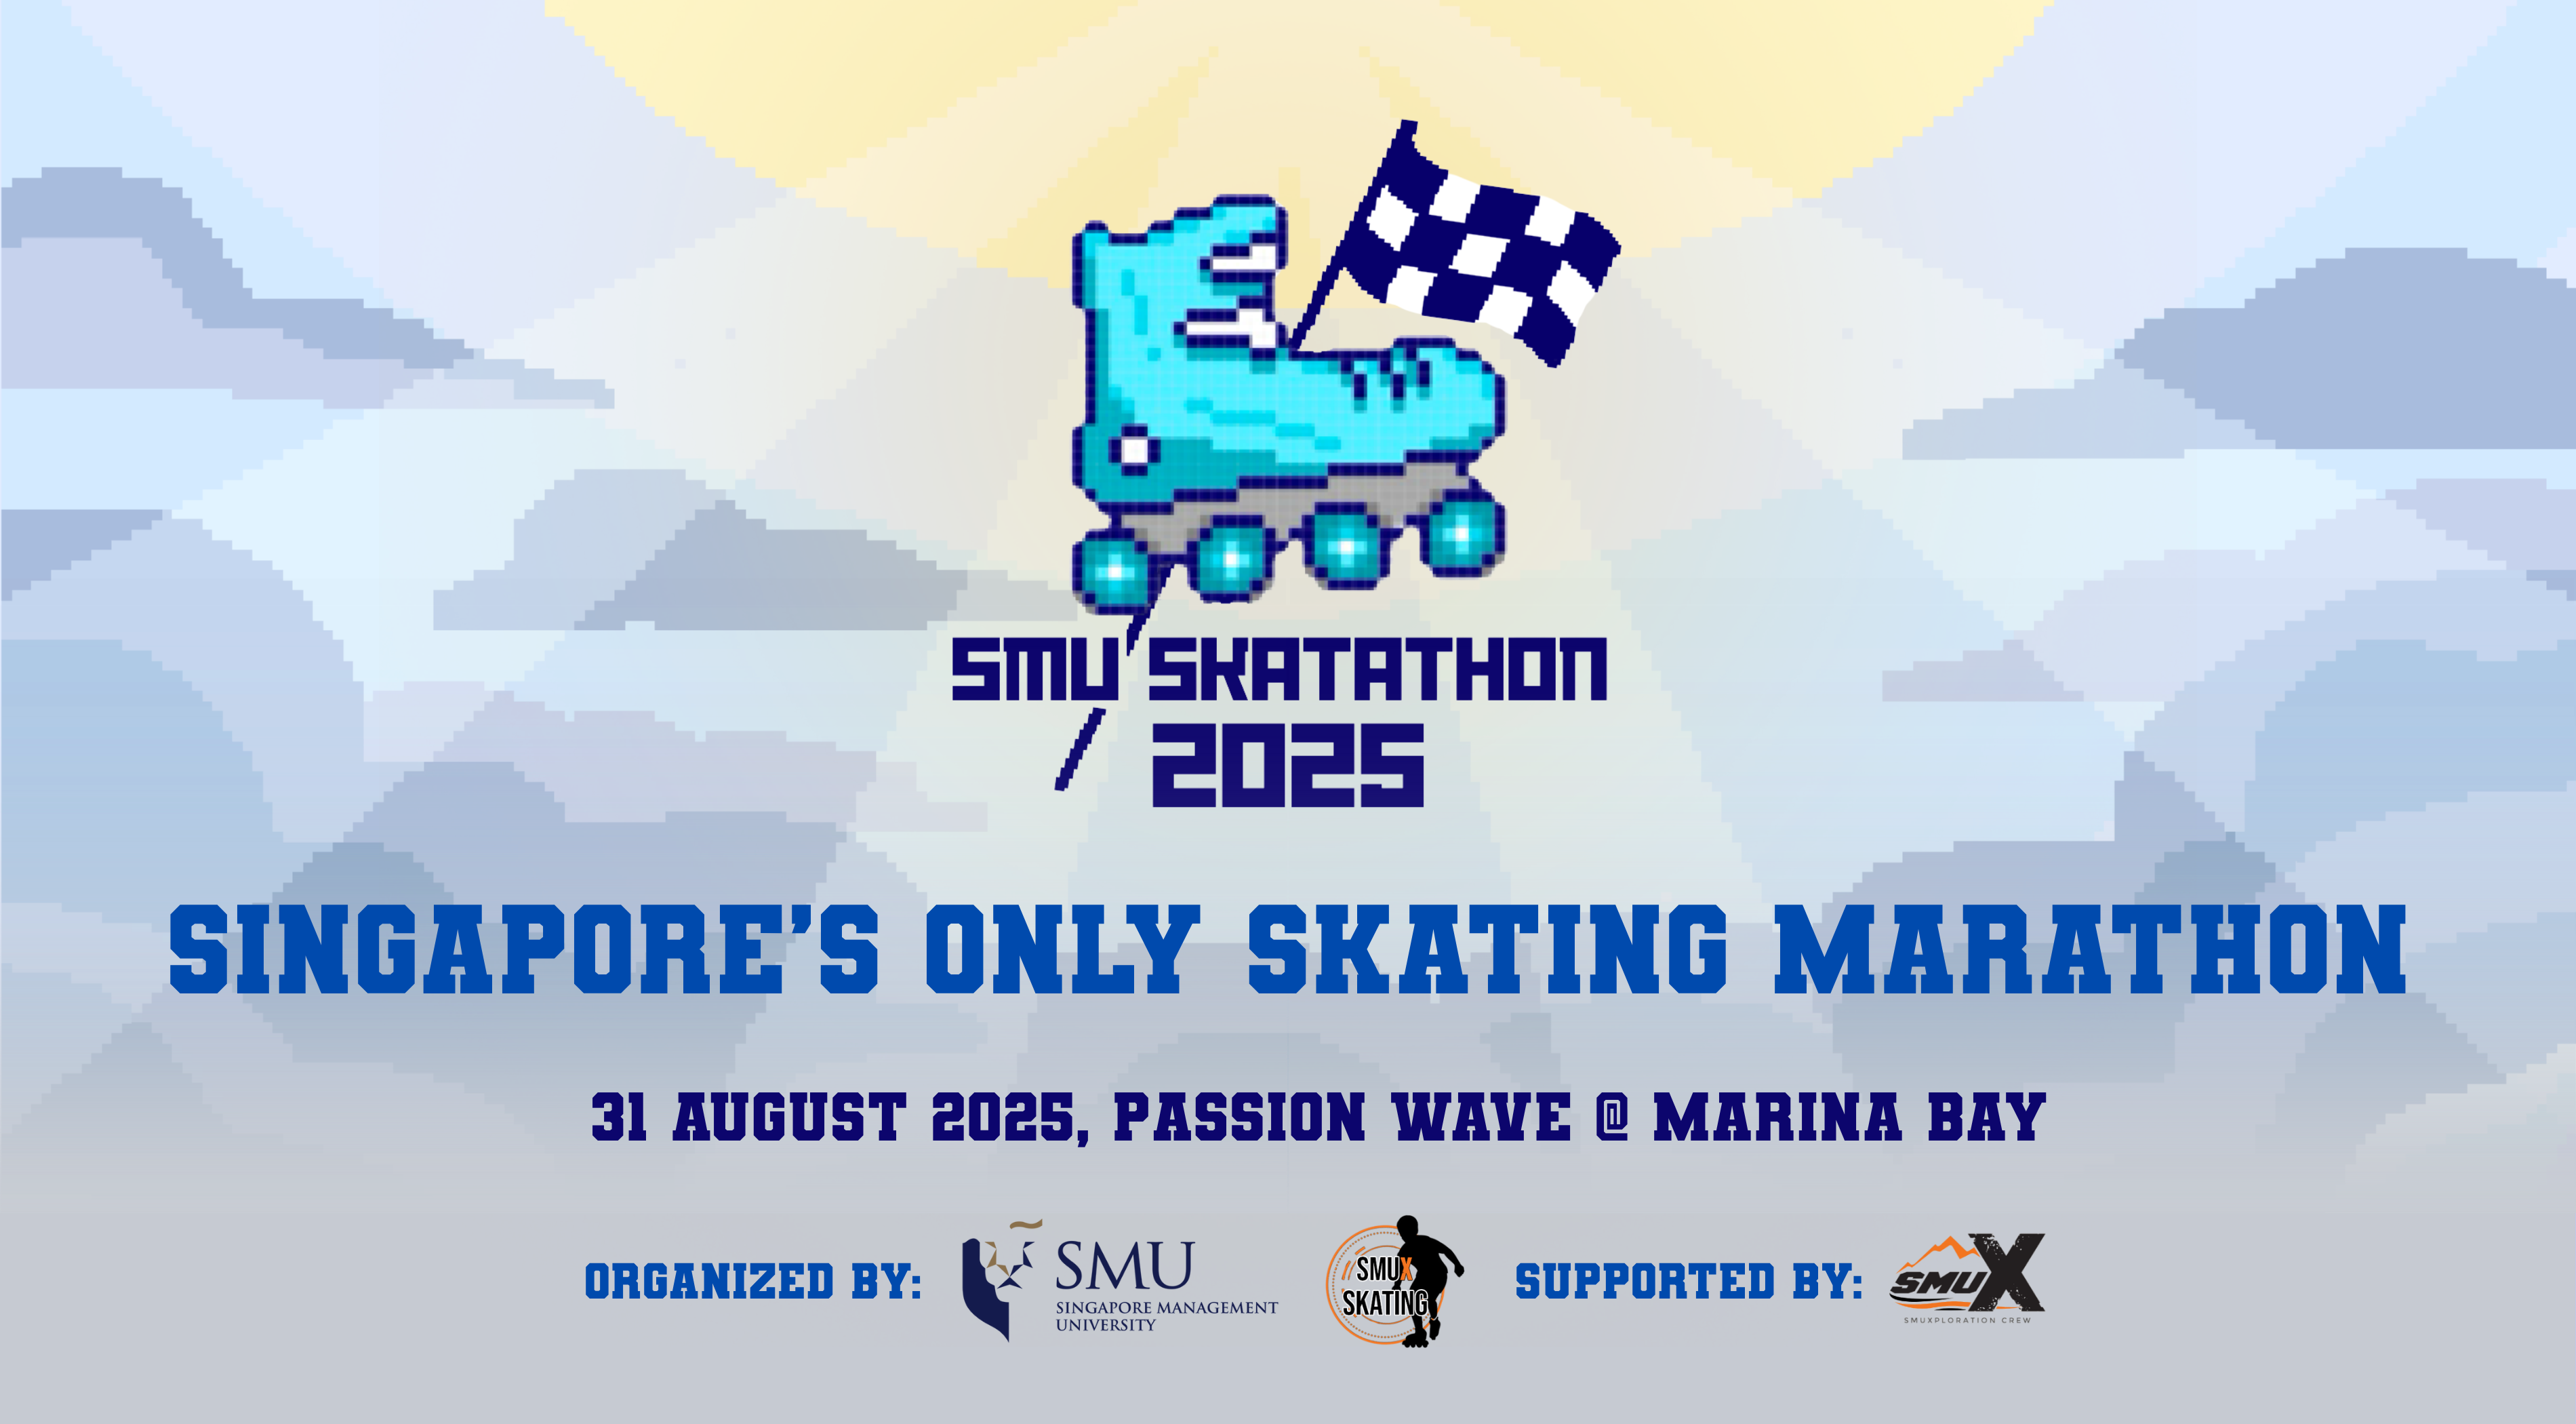 SMU SKATATHON
2025
SINGAPORE'S ONLY SKATING MARATHON
31 AUGUST 2025, PASSION WAVE @ MARINA BAY
ORGANIZED BY:
SMU
SINGAPORE MANAGEMENT
UNIVERSITY
SMUX
SKATING
SUPPORTED BY:
SMUX
SMUXPLORATION CREW